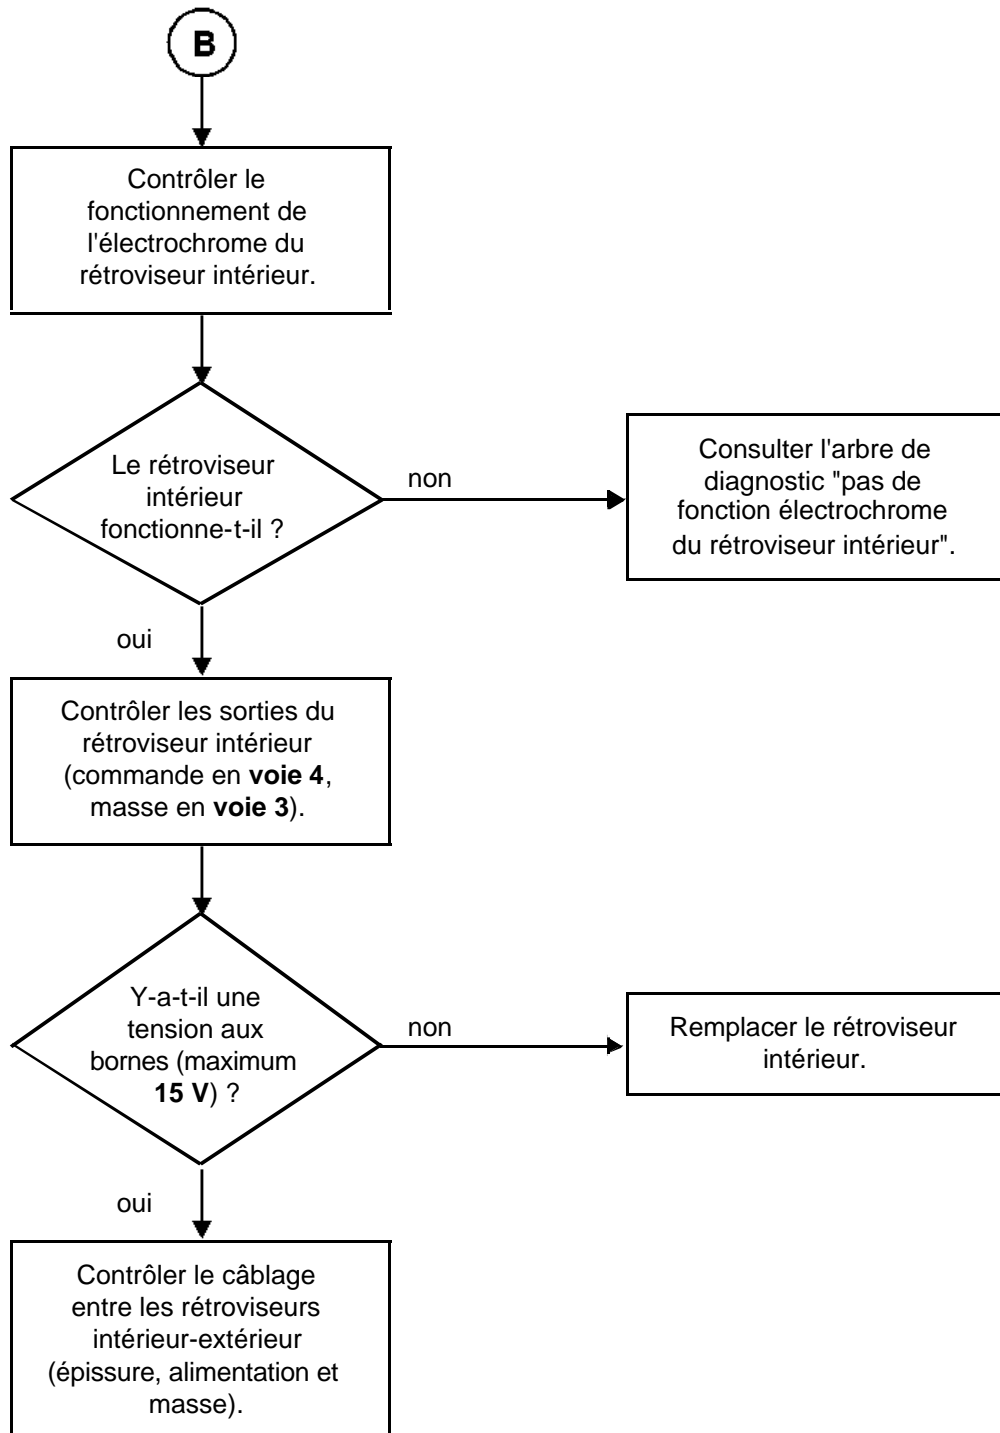 B
Contrôler le
fonctionnement de
l'électrochrome du
rétroviseur intérieur.
Le rétroviseur
intérieur
fonctionne-t-il ?
non
Consulter l'arbre de
diagnostic "pas de
fonction électrochrome
du rétroviseur intérieur".
oui
Contrôler les sorties du
rétroviseur intérieur
(commande en voie 4,
masse en voie 3).
Y-a-t-il une
tension aux
bornes (maximum
15 V) ?
non
Remplacer le rétroviseur
intérieur.
oui
Contrôler le câblage
entre les rétroviseurs
intérieur-extérieur
(épissure, alimentation et
masse).